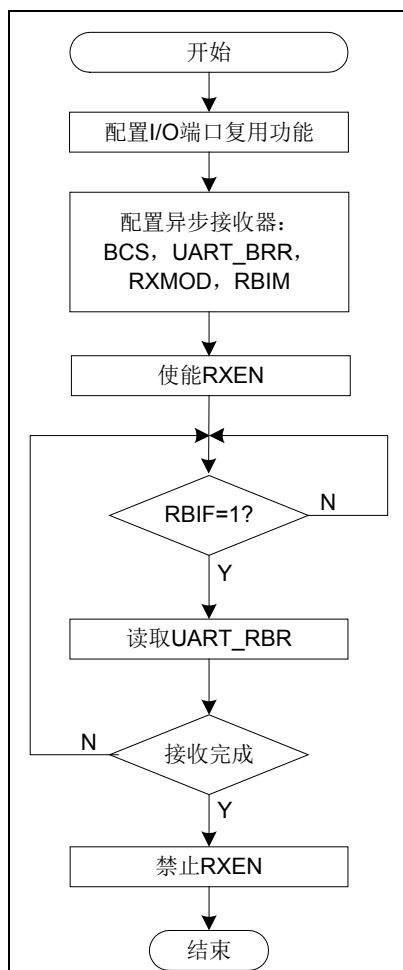 开始
配置I/O端口复用功能
配置异步接收器：
BCS，UART_BRR，
RXMOD，RBIM
使能RXEN
RBIF=1?
N
Y
读取UART_RBR
N
接收完成
Y
禁止RXEN
结束